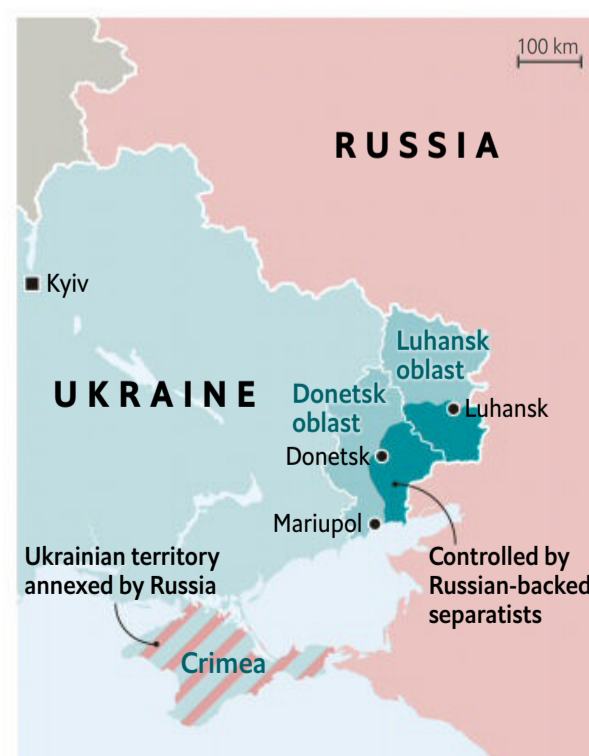 100 km
RUSSIA
Kyiv
Luhansk
oblast
UKRAINE
Donetsk
oblast
Luhansk
Donetsk
Mariupol
Ukrainian territory
annexed by Russia
Controlled by
Russian-backed
separatists
Crimea